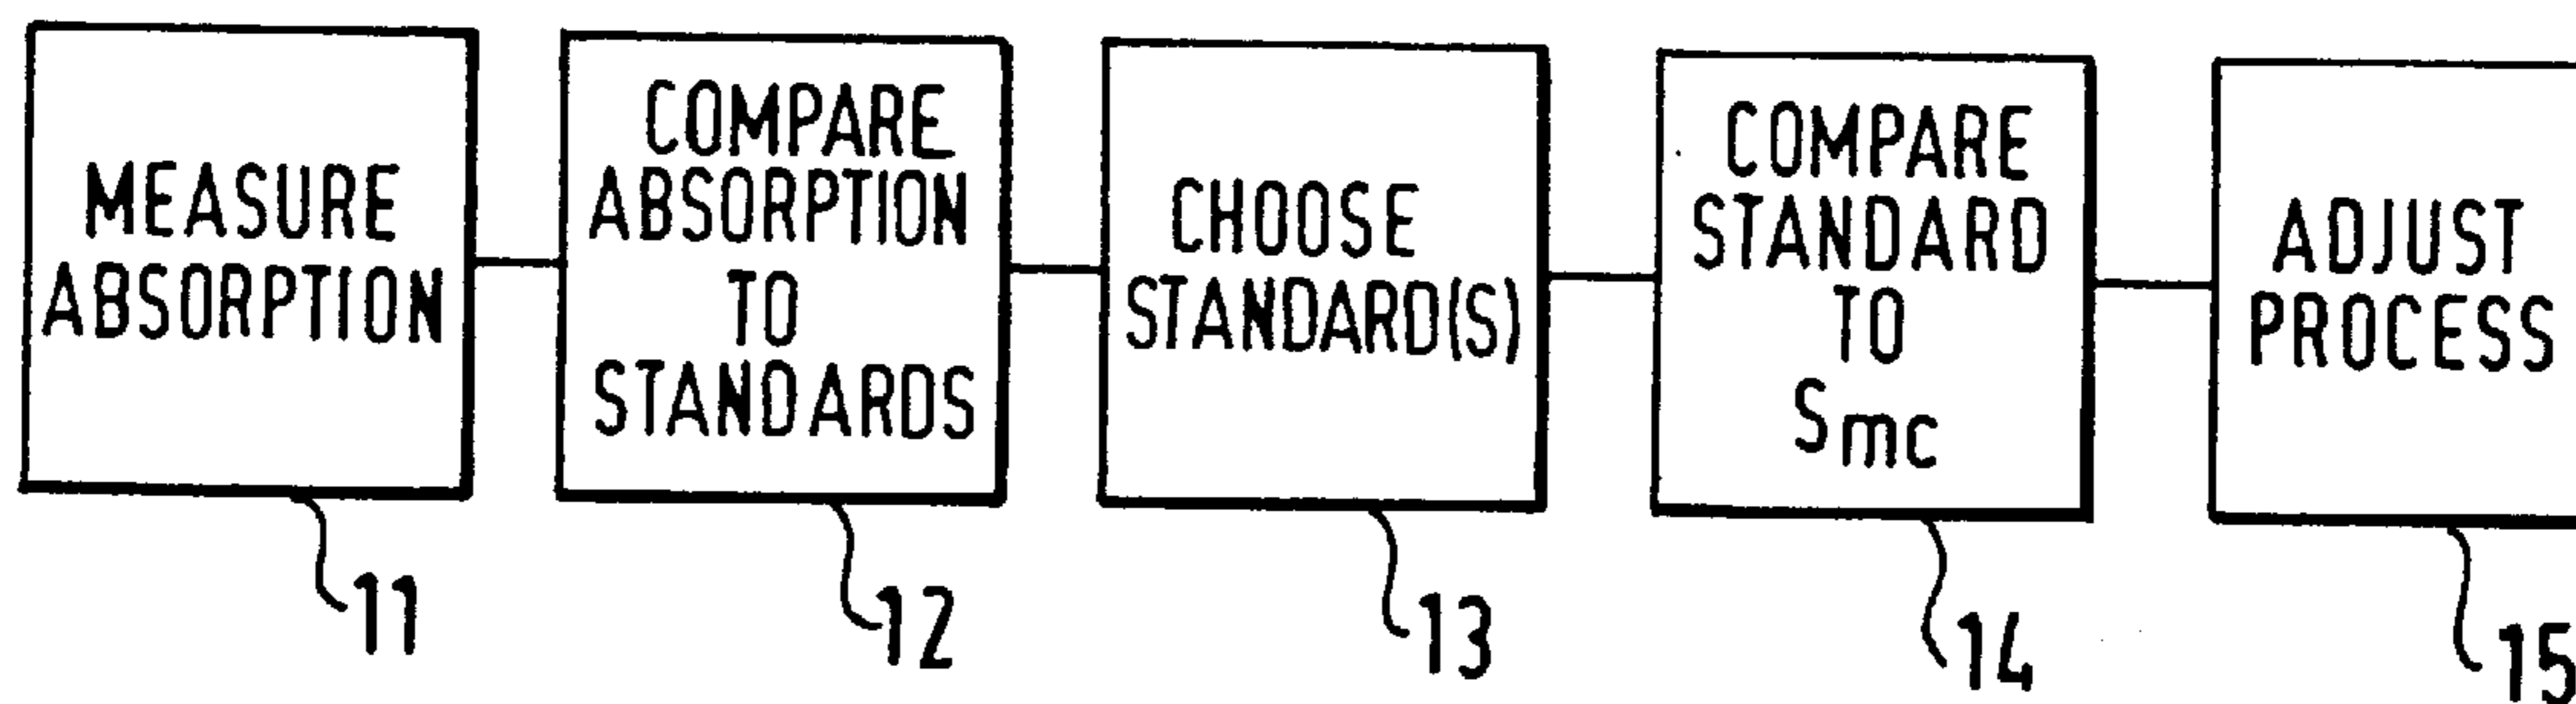 MEASURE
ABSORPTION
COMPARE
ABSORPTION
TO
STANDARDS
CHOOSE
STANDARD(S)
COMPARE
STANDARD
TO
Smc
ADJUST
PROCESS
11
12
13
14
15